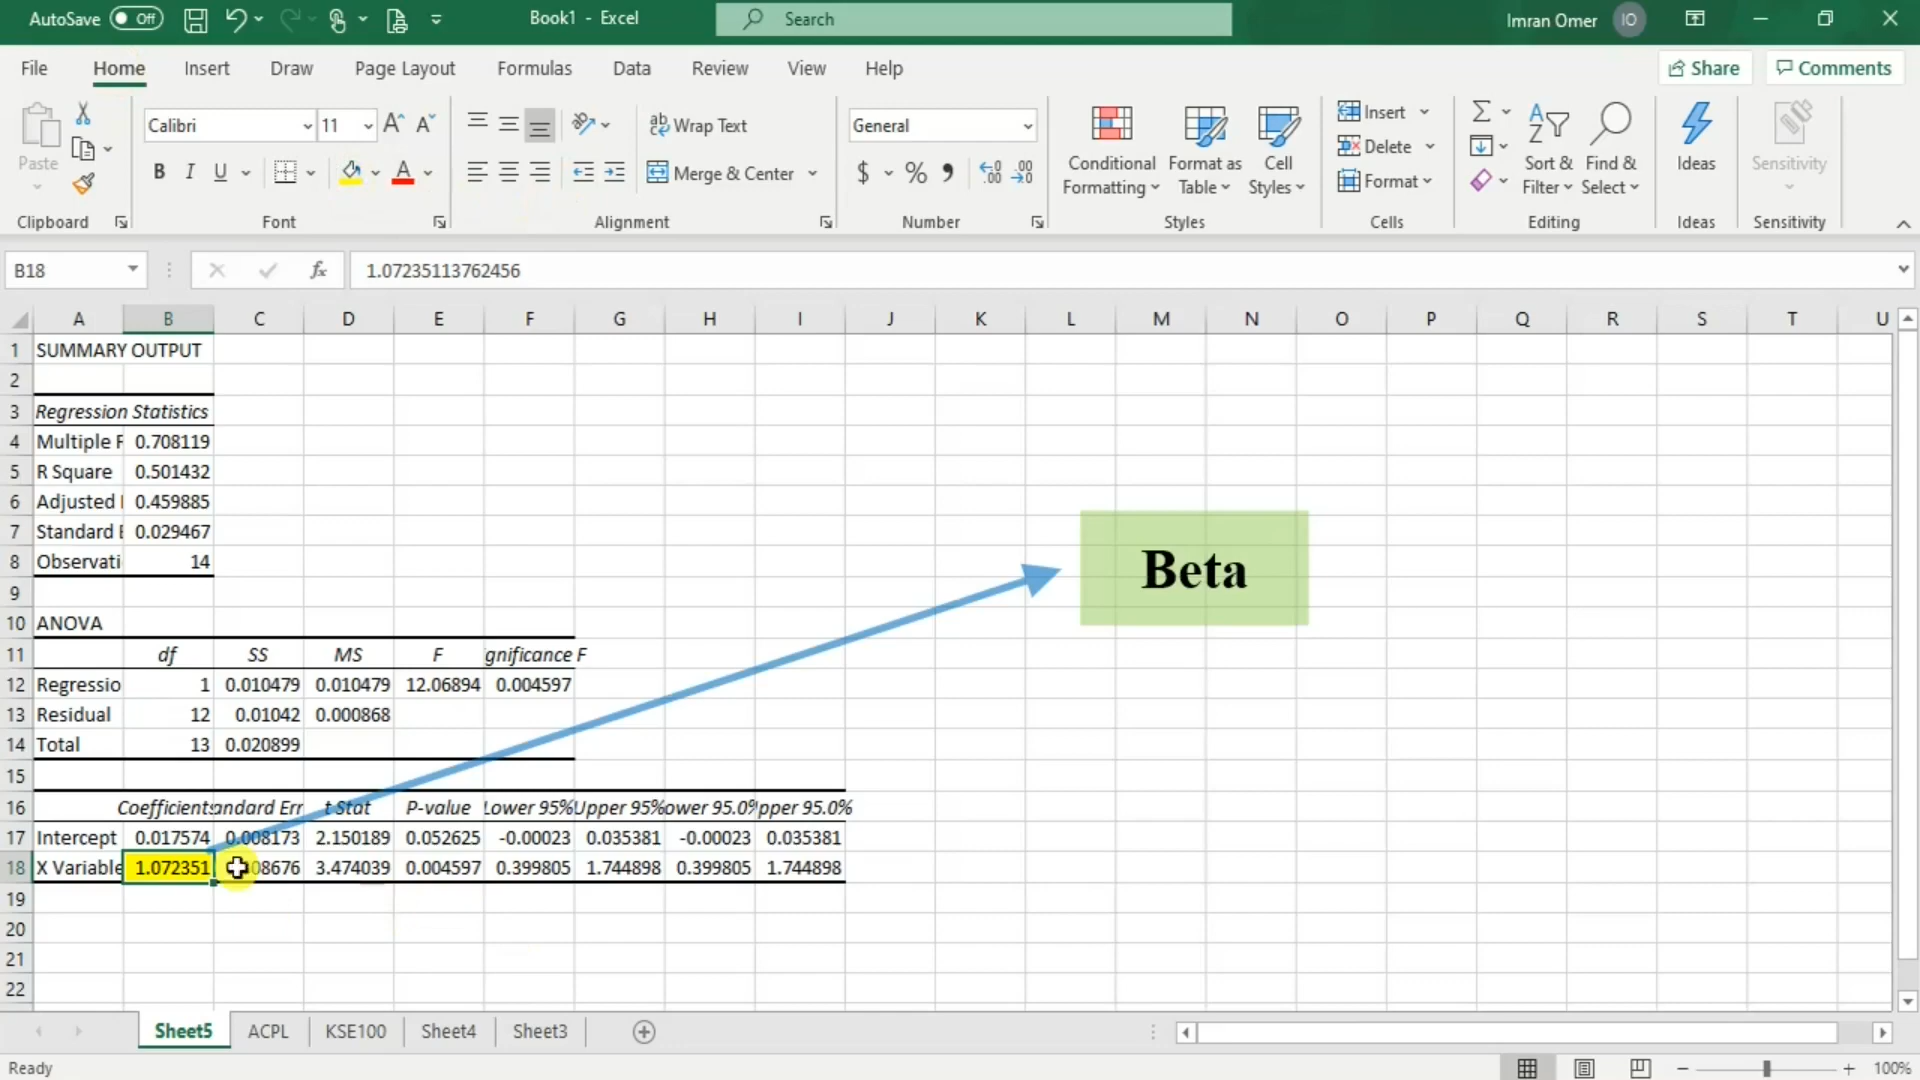 AutoSave Off Book1 - Excel Search Imran Omer IO
File Home Insert Draw Page Layout Formulas Data Review View Help Share Comments
Paste
Calibri 11 A A
B I U A
ab Wrap Text
Merge & Center
General
$ % , .00 .00
Conditional Formatting
Format as Table
Cell Styles
Insert
Delete
Format
Sort & Filter
Find & Select
Ideas
Sensitivity
Clipboard Font Alignment Number Styles Cells Editing Ideas Sensitivity
B18 fx 1.07235113762456
A B C D E F G H I J K L M N O P Q R S T U
1 SUMMARY OUTPUT
2
3 Regression Statistics
4 Multiple F 0.708119
5 R Square 0.501432
6 Adjusted 0.459885
7 Standard E 0.029467
8 Observati 14
Beta
9
10 ANOVA
11 df SS MS F gnificance F
12 Regressio 1 0.010479 0.010479 12.06894 0.004597
13 Residual 12 0.01042 0.000868
14 Total 13 0.020899
15
16 Coefficients andard Err t Stat P-value Lower 95% Upper 95% ower 95.0% pper 95.0%
17 Intercept 0.017574 0.008173 2.150189 0.052625 -0.00023 0.035381 -0.00023 0.035381
18 X Variable 1.072351 08676 3.474039 0.004597 0.399805 1.744898 0.399805 1.744898
19
20
21
22
Sheet5 ACPL KSE100 Sheet4 Sheet3
Ready 100%